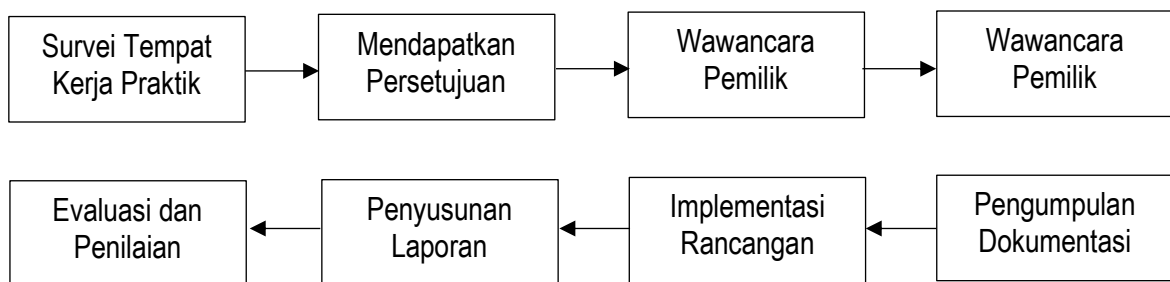 Survei Tempat
Kerja Praktik
Mendapatkan
Persetujuan
Wawancara
Pemilik
Wawancara
Pemilik
Evaluasi dan
Penilaian
Penyusunan
Laporan
Implementasi
Rancangan
Pengumpulan
Dokumentasi